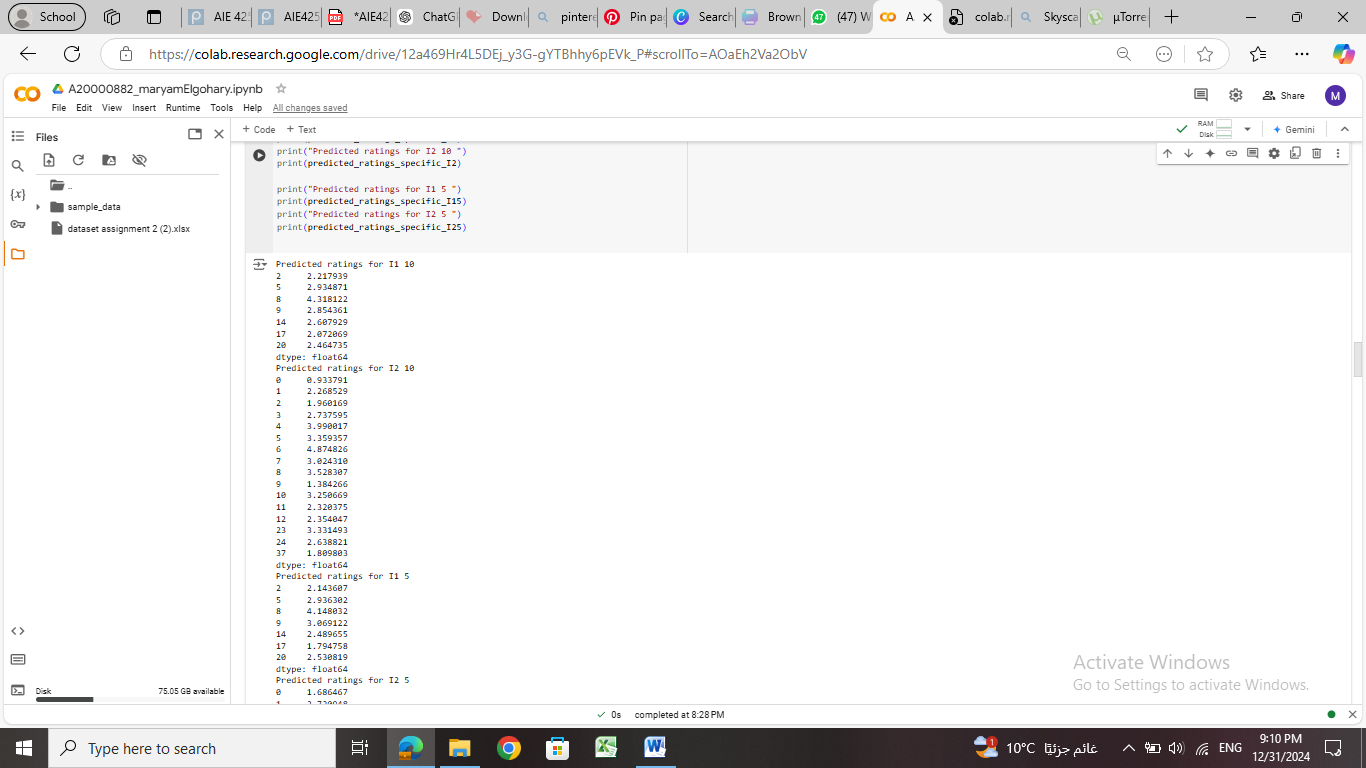 School
AIE 425
AIE425
*AIE42
ChatG
Downl
pintere
Pin pa
Search
Brown
(47) W
A
colab.r
Skysca
µTorre
https://colab.research.google.com/drive/12a469Hr4L5DEj_y3G-gYTBhhy6pEVk_P#scrollTo=AOaEh2Va2ObV
A20000882_maryamElgohary.ipynb
File Edit View Insert Runtime Tools Help All changes saved
Share
M
Files
+ Code + Text
RAM
Disk
Gemini
..
sample_data
dataset assignment 2 (2).xlsx
print("Predicted ratings for I2 10 ")
print(predicted_ratings_specific_I2)
print("Predicted ratings for I1 5 ")
print(predicted_ratings_specific_I15)
print("Predicted ratings for I2 5 ")
print(predicted_ratings_specific_I25)
Predicted ratings for I1 10
2 2.217939
5 2.934871
8 4.318122
9 2.854361
14 2.607929
17 2.072069
20 2.464735
dtype: float64
Predicted ratings for I2 10
0 0.933791
1 2.268529
2 1.960169
3 2.737595
4 3.990017
5 3.359357
6 4.874826
7 3.024310
8 3.528307
9 1.384266
10 3.250669
11 2.320375
12 2.354047
23 3.331493
24 2.638821
37 1.809803
dtype: float64
Predicted ratings for I1 5
2 2.143607
5 2.936302
8 4.148032
9 3.069122
14 2.489655
17 1.794758
20 2.530819
dtype: float64
Predicted ratings for I2 5
0 1.686467
Disk 75.05 GB available
Activate Windows
Go to Settings to activate Windows.
0s completed at 8:28 PM
Type here to search
1
10°C غائم جزئيًا
ENG
9:10 PM
12/31/2024